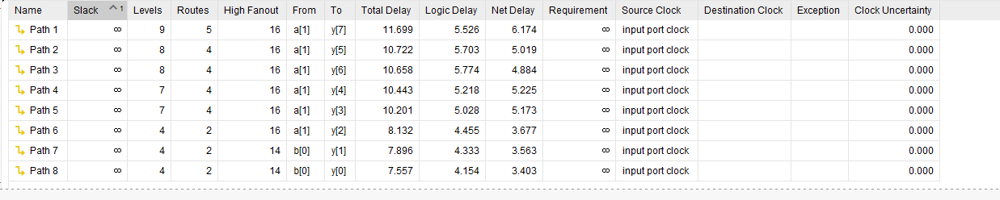 Name Slack 1 Levels Routes High Fanout From To Total Delay Logic Delay Net Delay Requirement Source Clock Destination Clock Exception Clock Uncertainty
Path 1 ∞ 9 5 16 a[1] y[7] 11.699 5.526 6.174 ∞ input port clock 0.000
Path 2 ∞ 8 4 16 a[1] y[5] 10.722 5.703 5.019 ∞ input port clock 0.000
Path 3 ∞ 8 4 16 a[1] y[6] 10.658 5.774 4.884 ∞ input port clock 0.000
Path 4 ∞ 7 4 16 a[1] y[4] 10.443 5.218 5.225 ∞ input port clock 0.000
Path 5 ∞ 7 4 16 a[1] y[3] 10.201 5.028 5.173 ∞ input port clock 0.000
Path 6 ∞ 4 2 16 a[1] y[2] 8.132 4.455 3.677 ∞ input port clock 0.000
Path 7 ∞ 4 2 14 b[0] y[1] 7.896 4.333 3.563 ∞ input port clock 0.000
Path 8 ∞ 4 2 14 b[0] y[0] 7.557 4.154 3.403 ∞ input port clock 0.000